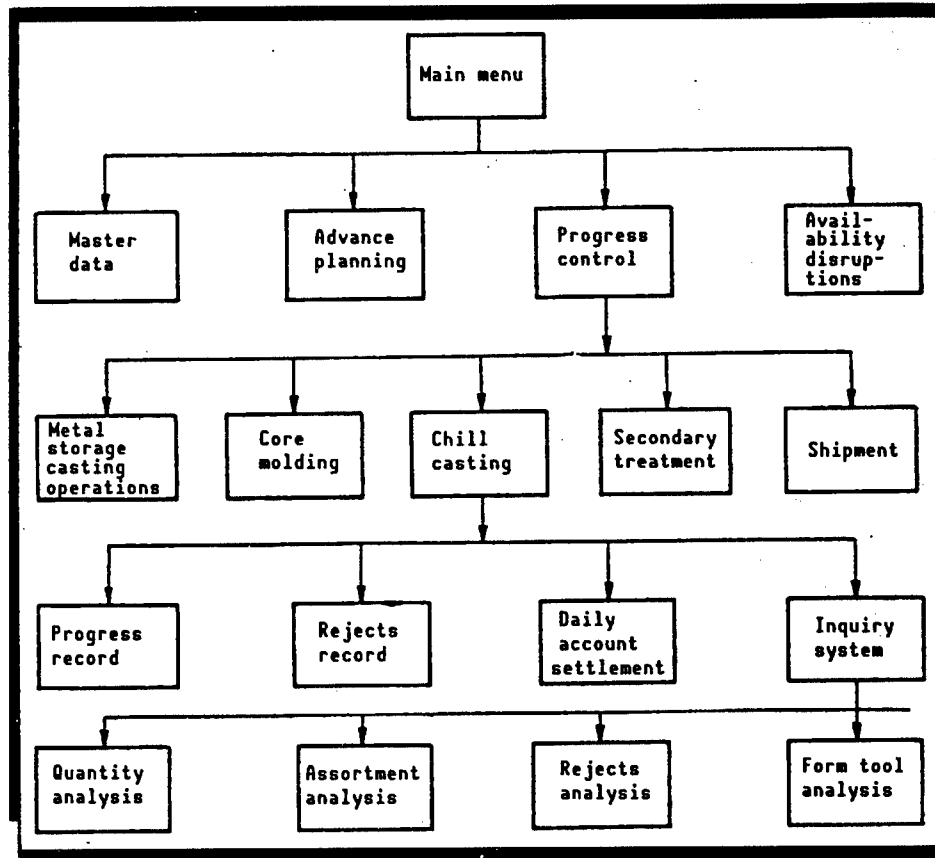 Main menu
Master
data
Advance
planning
Progress
control
Avail-
ability
disrup-
tions
Metal
storage
casting
operations
Core
molding
Chill
casting
Secondary
treatment
Shipment
Progress
record
Rejects
record
Daily
account
settlement
Inquiry
system
Quantity
analysis
Assortment
analysis
Rejects
analysis
Form tool
analysis